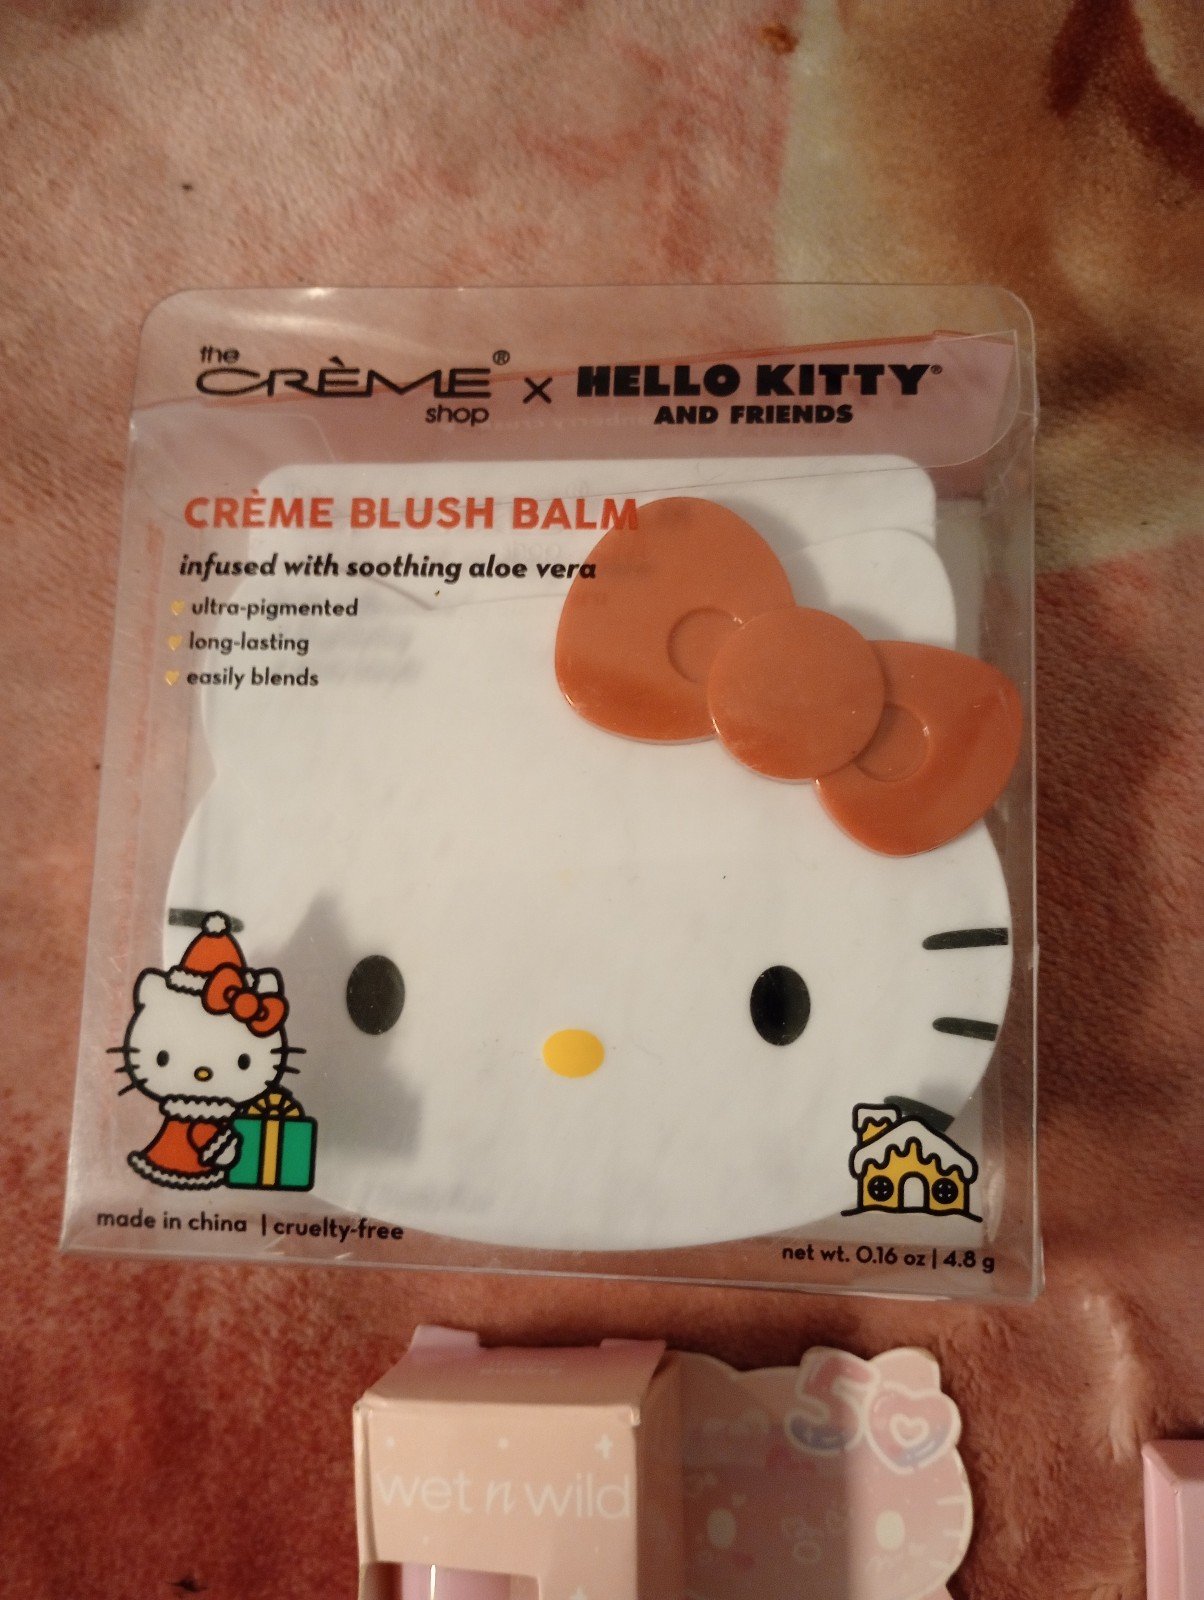 the
CRÈME®
shop
x
HELLO KITTY®
AND FRIENDS
CRÈME BLUSH BALM
infused with soothing aloe vera
ultra-pigmented
long-lasting
easily blends
made in china | cruelty-free
net wt. 0.16 oz | 4.8 g
wet n wild
50